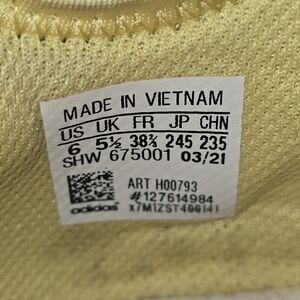 MADE IN VIETNAM
US UK FR JP CHN
6 5½ 38⅔ 245 235
SHW 675001 03/21
ART H00793
#127614984
adidas x7M1ZST400141